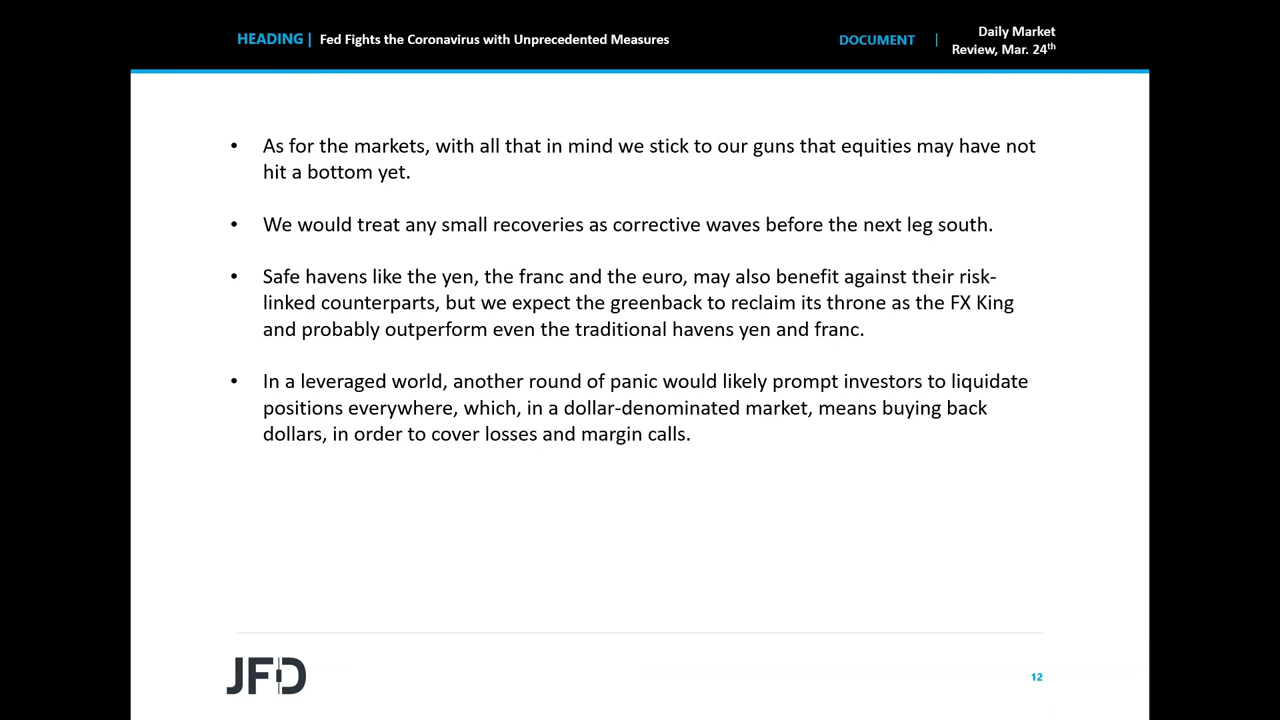 HEADING | Fed Fights the Coronavirus with Unprecedented Measures
DOCUMENT |
Daily Market
Review, Mar. 24th
• As for the markets, with all that in mind we stick to our guns that equities may have not
hit a bottom yet.
• We would treat any small recoveries as corrective waves before the next leg south.
• Safe havens like the yen, the franc and the euro, may also benefit against their risk-
linked counterparts, but we expect the greenback to reclaim its throne as the FX King
and probably outperform even the traditional havens yen and franc.
• In a leveraged world, another round of panic would likely prompt investors to liquidate
positions everywhere, which, in a dollar-denominated market, means buying back
dollars, in order to cover losses and margin calls.
JFD
12